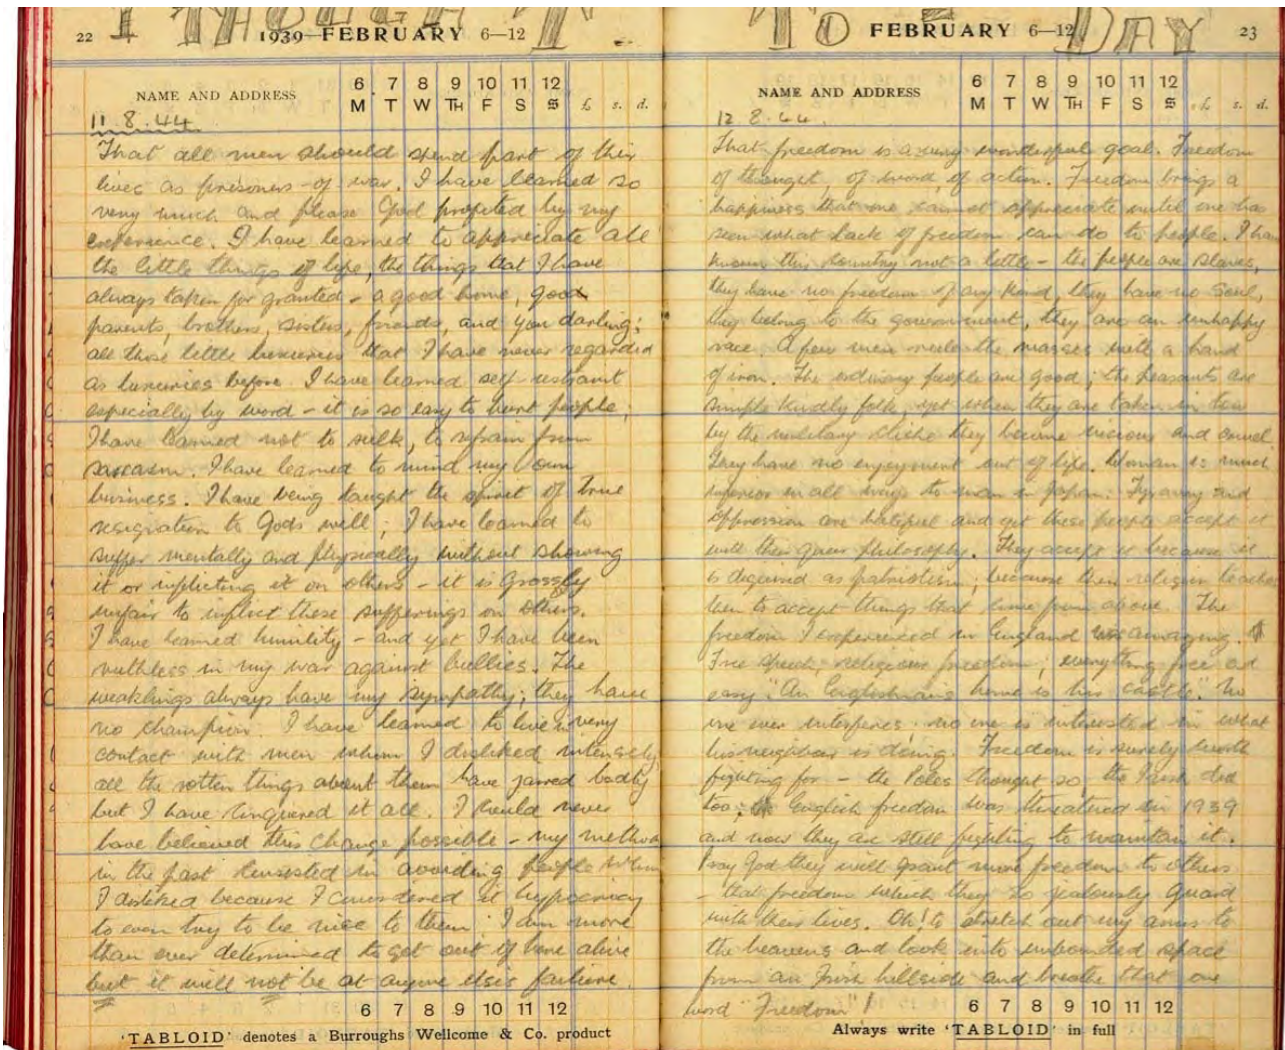 I THOUGHT
22 1939—FEBRUARY 6—12
NAME AND ADDRESS
6 7 8 9 10 11 12
M T W TH F S S £ s. d.
11.8.44
That all men should spend part of their
lives as prisoners-of war. I have learned so
very much and please God profited by my
experience. I have learned to appreciate all
the little things of life, the things that I have
always taken for granted – a good home, good
parents, brothers, sisters, friends, and you darling;
all those little luxuries that I have never regarded
as luxuries before. I have learned self-restraint
especially by word – it is so easy to hurt people;
I have learned not to sulk, to refrain from
sarcasm. I have learned to mind my own
business. I have being taught the spirit of true
resignation to Gods will; I have learned to
suffer mentally and physically without showing
it or inflicting it on others – it is grossly
unfair to inflict these sufferings on others.
I have learned humility – and yet I have been
ruthless in my war against bullies. The
weaklings always have my sympathy; they have
no champion. I have learned to live in very
contact with men whom I disliked intensely
all the rotten things about them have jarred badly
but I have conquered it all. I would never
have believed this change possible – my method
in the past consisted in avoiding people whom
I disliked because I considered it hypocrisy
to even try to be nice to them. I am more
than ever determined to get out of here alive
but it will not be at anyone else's failure.
6 7 8 9 10 11 12
'TABLOID' denotes a Burroughs Wellcome & Co. product
TO-DAY
FEBRUARY 6—12 23
NAME AND ADDRESS
6 7 8 9 10 11 12
M T W TH F S S £ s. d.
12.8.44.
That freedom is a very wonderful goal. Freedom
of thought, of word, of action. Freedom brings a
happiness that one cannot appreciate until one has
seen what lack of freedom can do to people. I have
known this country not a little – the people are slaves,
they have no freedom of any kind, they have no soul,
they belong to the government, they are an unhappy
race. A few men rule the masses with a hand
of iron. The ordinary people are good; the peasants are
simple kindly folk, yet when they are taken in tow
by the military cliche they become vicious and cruel.
They have no enjoyment out of life. Woman is much
inferior in all ways to man in Japan. Tyranny and
oppression are hateful and yet these people accept it
with their queer philosophy. They accept it because it
is disguised as patriotism; because their religion teaches
them to accept things that come from above. The
freedom I experienced in England was amazing.
Free speech, religious freedom; everything free and
easy. "An Englishman's home is his castle". No
one ever interferes. no one is interested in what
his neighbour is doing. Freedom is surely worth
fighting for – the Poles thought so, the Irish did
too; English freedom was threatened in 1939
and now they are still fighting to maintain it.
Pray God they will grant more freedom to others
– that freedom which they so jealously guard
with their lives. Oh! to stretch out my arms to
the heavens and look into unbounded space
from an Irish hillside and breathe that one
word "Freedom"!
6 7 8 9 10 11 12
Always write 'TABLOID' in full